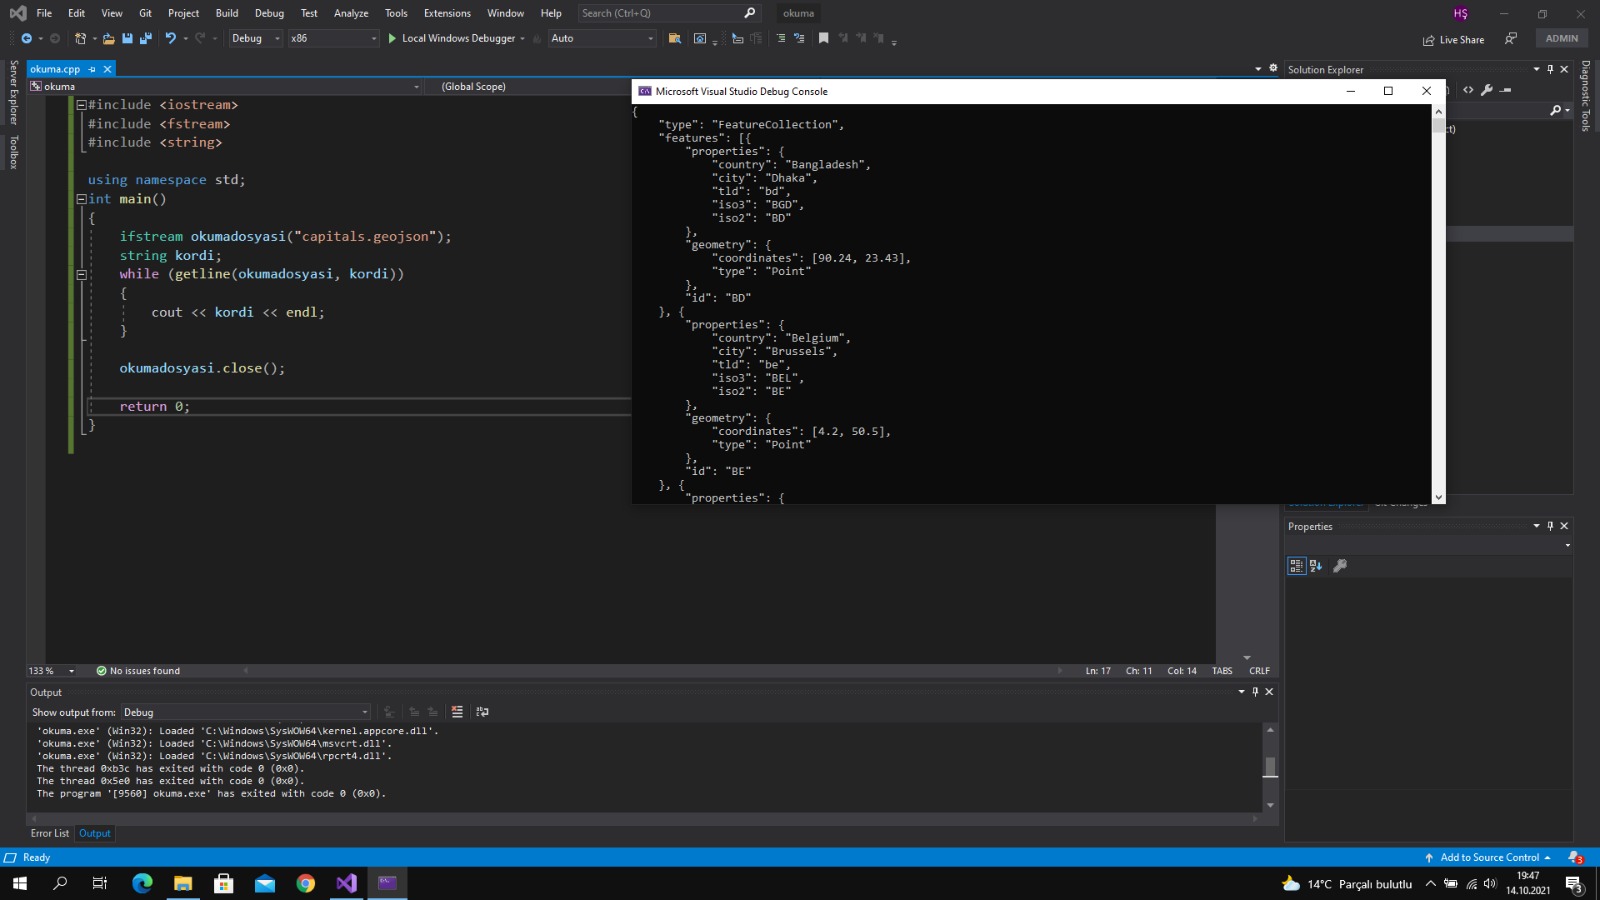 File Edit View Git Project Build Debug Test Analyze Tools Extensions Window Help Search (Ctrl+Q) okuma HŞ
Debug x86 Local Windows Debugger Auto Live Share ADMIN
Server Explorer
Toolbox
okuma.cpp
okuma (Global Scope)
#include <iostream>
#include <fstream>
#include <string>
using namespace std;
int main()
{
ifstream okumadosyasi("capitals.geojson");
string kordi;
while (getline(okumadosyasi, kordi))
{
cout << kordi << endl;
}
okumadosyasi.close();
return 0;
}
Microsoft Visual Studio Debug Console
{
"type": "FeatureCollection",
"features": [{
"properties": {
"country": "Bangladesh",
"city": "Dhaka",
"tld": "bd",
"iso3": "BGD",
"iso2": "BD"
},
"geometry": {
"coordinates": [90.24, 23.43],
"type": "Point"
},
"id": "BD"
}, {
"properties": {
"country": "Belgium",
"city": "Brussels",
"tld": "be",
"iso3": "BEL",
"iso2": "BE"
},
"geometry": {
"coordinates": [4.2, 50.5],
"type": "Point"
},
"id": "BE"
}, {
"properties": {
Solution Explorer
Diagnostic Tools
Properties
133 % No issues found Ln: 17 Ch: 11 Col: 14 TABS CRLF
Output
Show output from: Debug
'okuma.exe' (Win32): Loaded 'C:\Windows\SysWOW64\kernel.appcore.dll'.
'okuma.exe' (Win32): Loaded 'C:\Windows\SysWOW64\msvcrt.dll'.
'okuma.exe' (Win32): Loaded 'C:\Windows\SysWOW64\rpcrt4.dll'.
The thread 0xb3c has exited with code 0 (0x0).
The thread 0x5e0 has exited with code 0 (0x0).
The program '[9560] okuma.exe' has exited with code 0 (0x0).
Error List Output
Ready Add to Source Control 3
14°C Parçalı bulutlu 19:47
14.10.2021 3